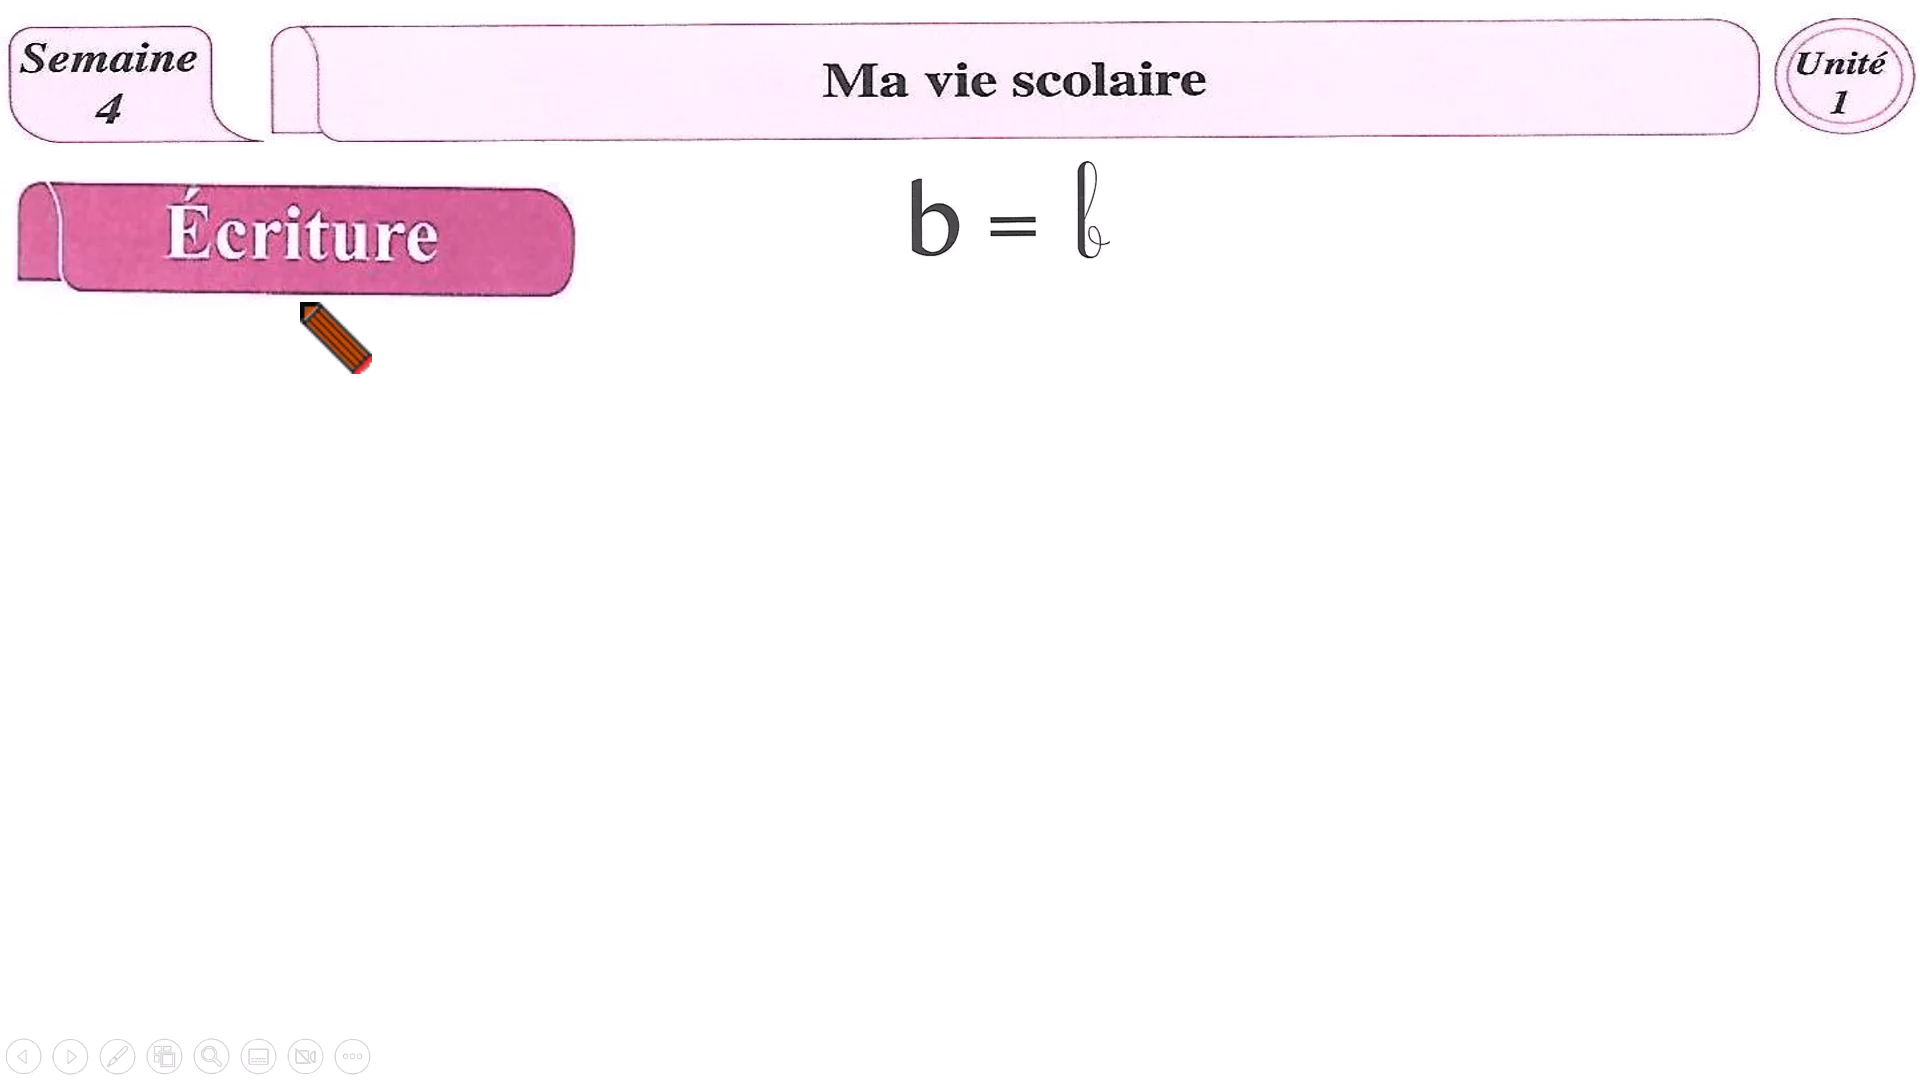 Semaine
4
Ma vie scolaire
Unité
1
Écriture
b = b